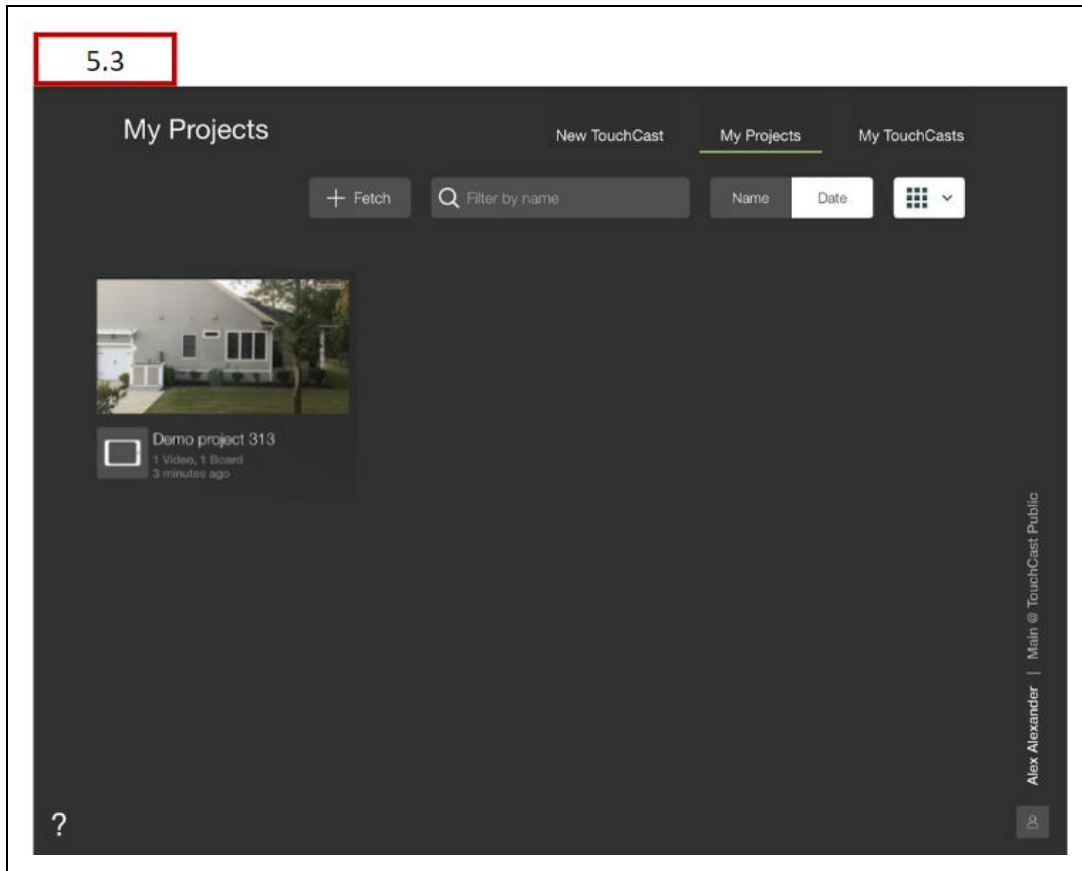 5.3
My Projects
New TouchCast
My Projects
My TouchCasts
Fetch
Filter by name
Name
Date
Demo project 313
1 Video, 1 Board
3 minutes ago
Alex Alexander | Main @ TouchCast Public
?